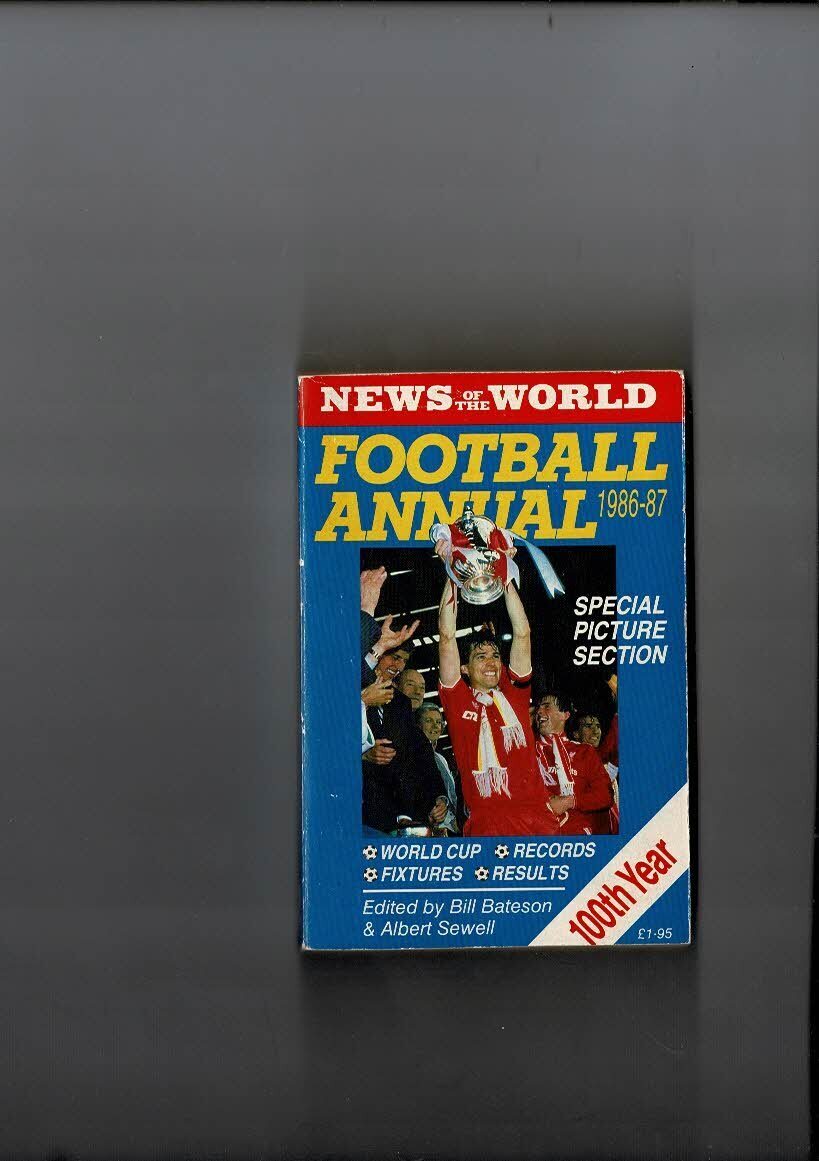 NEWS OF THE WORLD
FOOTBALL
ANNUAL 1986-87
SPECIAL
PICTURE
SECTION
WORLD CUP RECORDS
FIXTURES RESULTS
Edited by Bill Bateson
& Albert Sewell
100th Year
£1·95